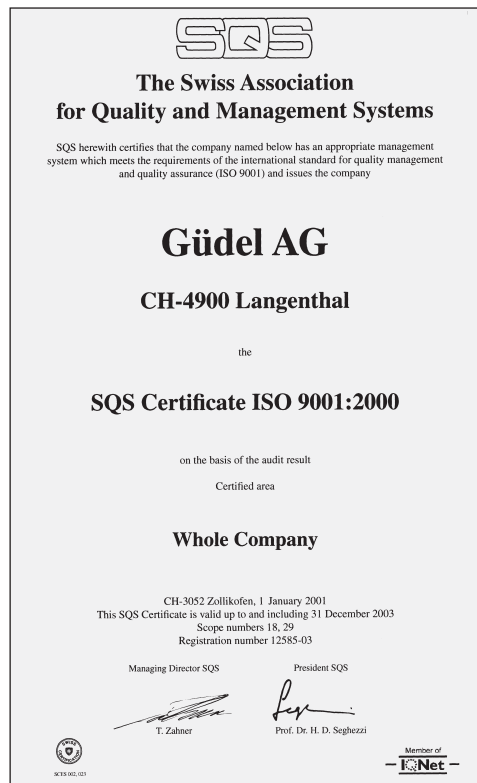 SQS
The Swiss Association
for Quality and Management Systems
SQS herewith certifies that the company named below has an appropriate management
system which meets the requirements of the international standard for quality management
and quality assurance (ISO 9001) and issues the company
Güdel AG
CH-4900 Langenthal
the
SQS Certificate ISO 9001:2000
on the basis of the audit result
Certified area
Whole Company
CH-3052 Zollikofen, 1 January 2001
This SQS Certificate is valid up to and including 31 December 2003
Scope numbers 18, 29
Registration number 12585-03
Managing Director SQS
President SQS
T. Zahner
Prof. Dr. H. D. Seghezzi
SWISS
CERTIFICATION
SCES 002, 023
Member of
IQNet